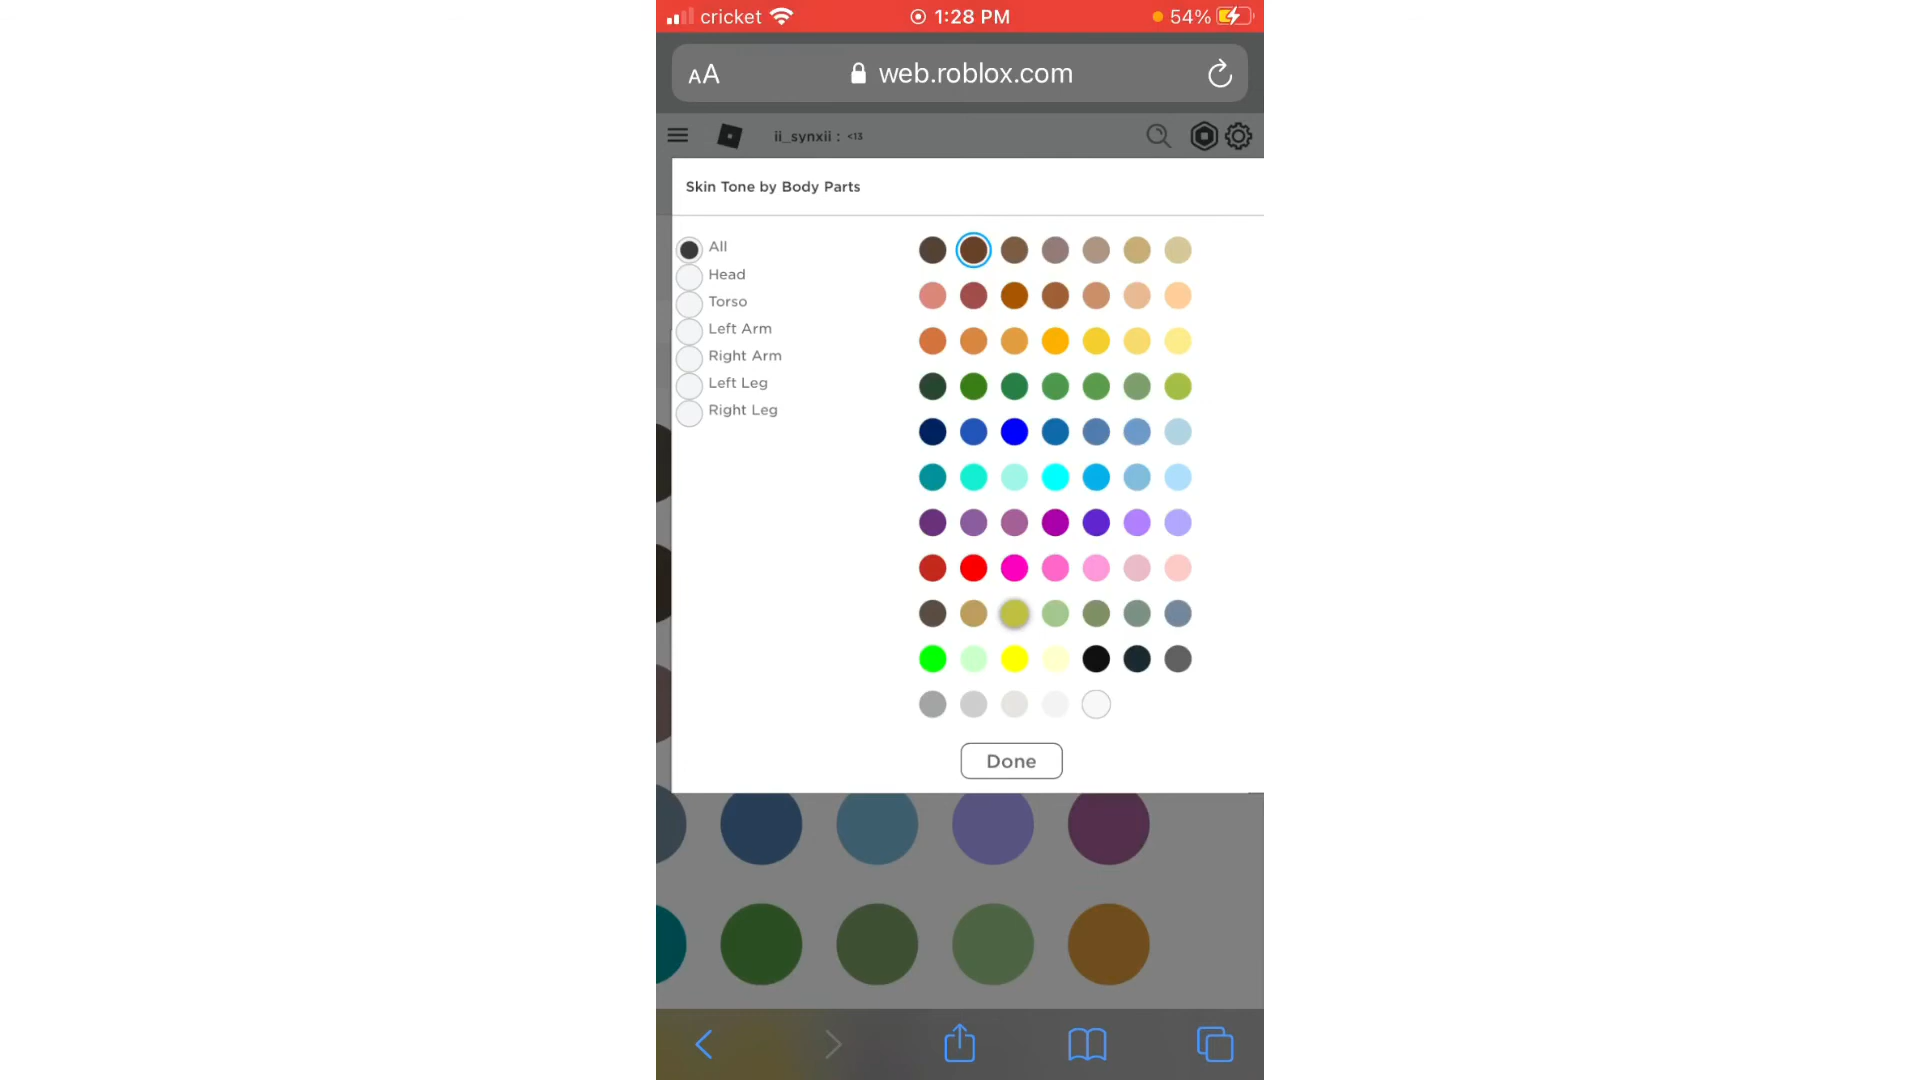 cricket 1:28 PM 54%
AA web.roblox.com
ii_synxii : <13
Skin Tone by Body Parts
All
Head
Torso
Left Arm
Right Arm
Left Leg
Right Leg
Done